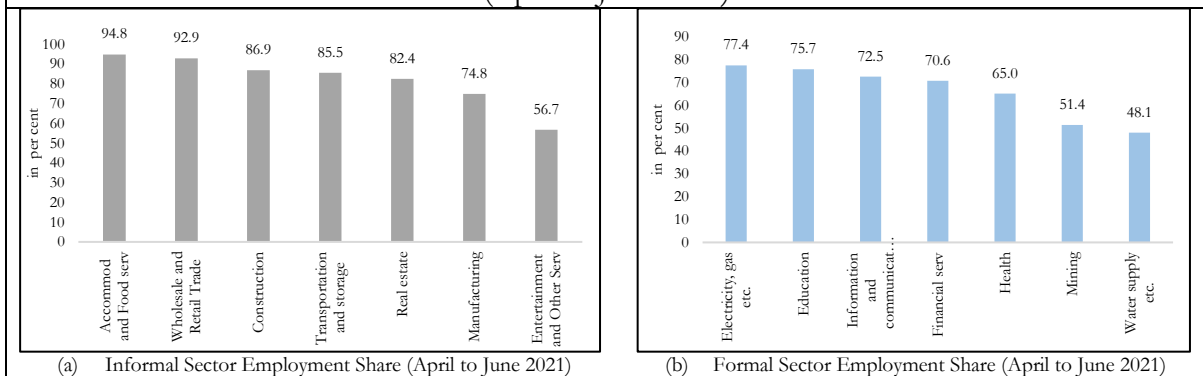 94.8
92.9
86.9
85.5
82.4
74.8
56.7
100
90
80
70
60
50
40
30
20
10
0
in per cent
Accommod
and Food serv
Wholesale and
Retail Trade
Construction
Transportation
and storage
Real estate
Manufacturing
Entertainment
and Other Serv
(a) Informal Sector Employment Share (April to June 2021)
77.4
75.7
72.5
70.6
65.0
51.4
48.1
90
80
70
60
50
40
30
20
10
0
in per cent
Electricity, gas
etc.
Education
Information
and
communicat…
Financial serv
Health
Mining
Water supply
etc.
(b) Formal Sector Employment Share (April to June 2021)